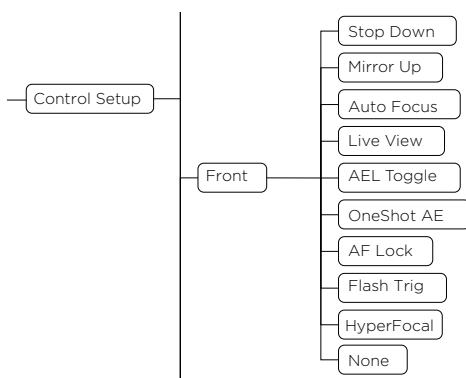 Control Setup
Front
Stop Down
Mirror Up
Auto Focus
Live View
AEL Toggle
OneShot AE
AF Lock
Flash Trig
HyperFocal
None